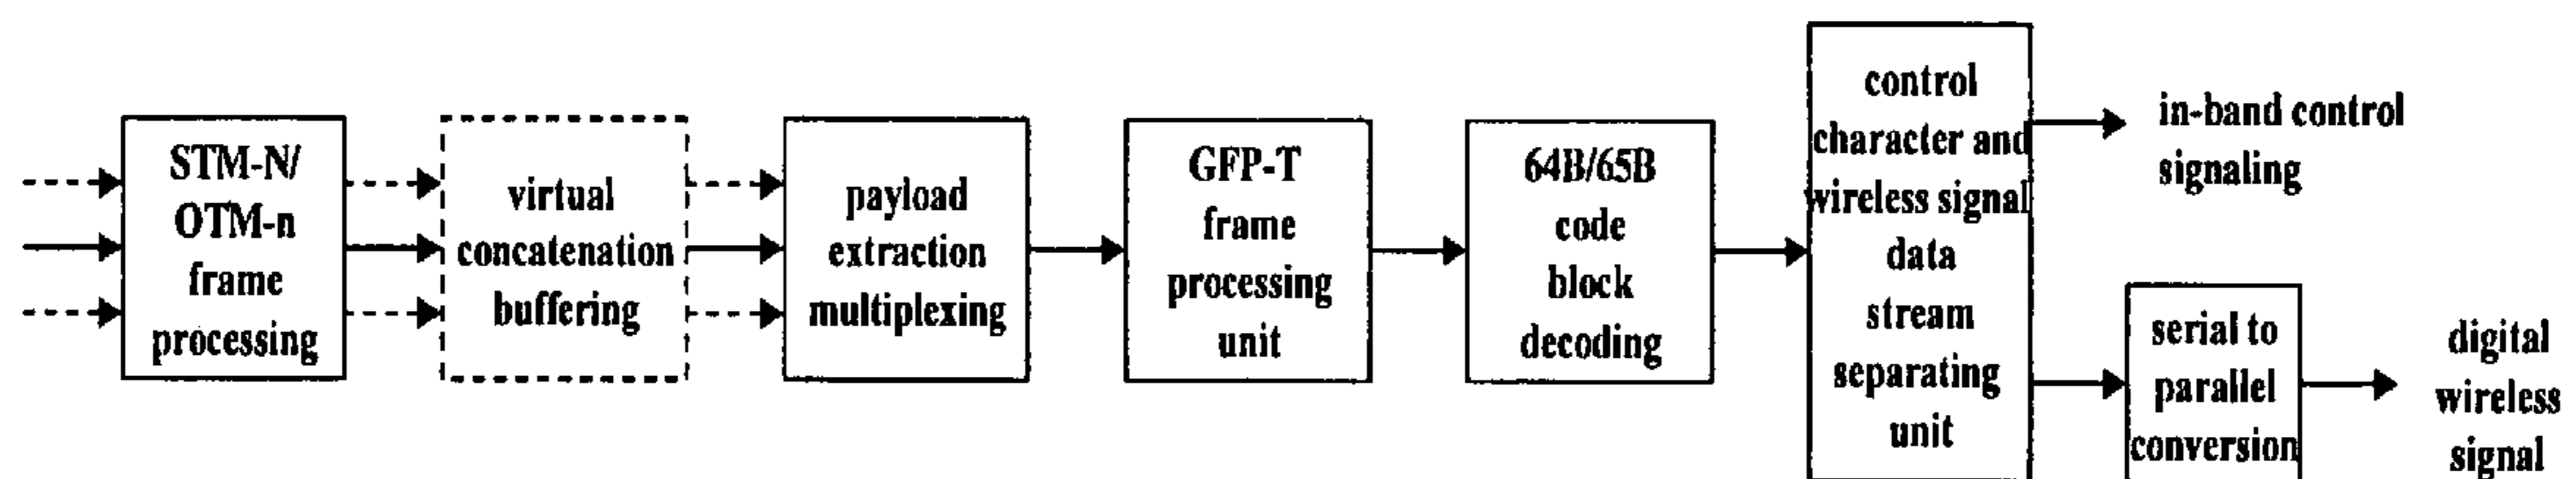 STM-N/
OTM-n
frame
processing
virtual
concatenation
buffering
payload
extraction
multiplexing
GFP-T
frame
processing
unit
64B/65B
code
block
decoding
control
character and
wireless signal
data
stream
separating
unit
in-band control
signaling
serial to
parallel
conversion
digital
wireless
signal